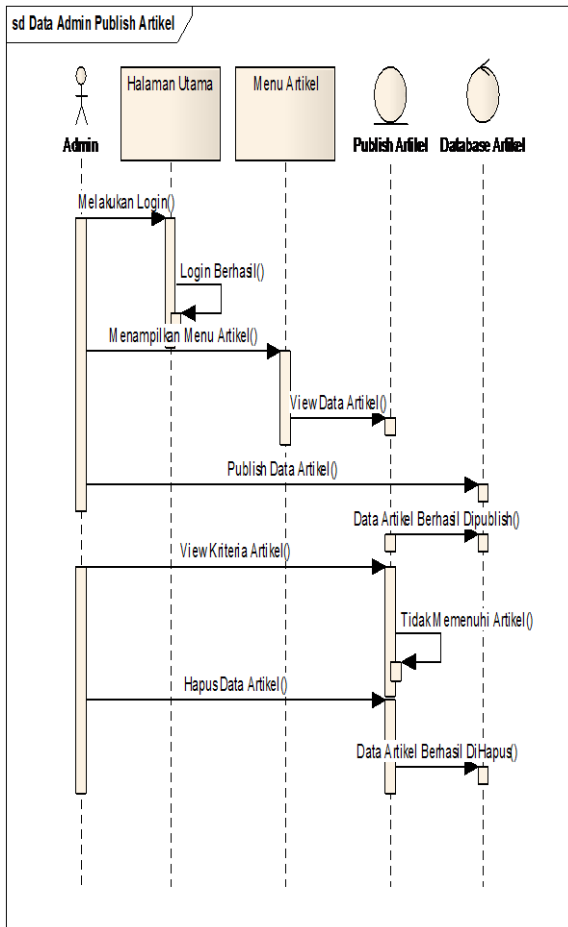 sd Data Admin Publish Artikel
Halaman Utama
Menu Artikel
Admin
Publish Artikel
Database Artikel
Melakukan Login()
Login Berhasil()
Menampilkan Menu Artikel()
View Data Artikel()
Publish Data Artikel()
Data Artikel Berhasil Dipublish()
View Kriteria Artikel()
Tidak Memenuhi Artikel()
Hapus Data Artikel()
Data Artikel Berhasil DiHapus()